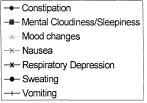 Constipation
Mental Cloudiness/Sleepiness
Mood changes
Nausea
Respiratory Depression
Sweating
Vomiting